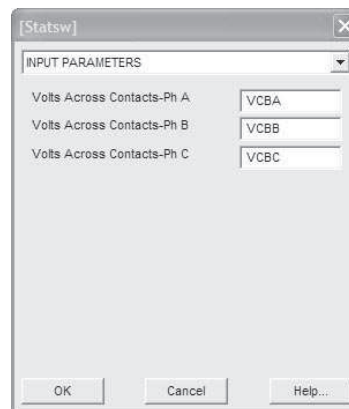 [Statsw]
INPUT PARAMETERS
Volts Across Contacts-Ph A VCBA
Volts Across Contacts-Ph B VCBB
Volts Across Contacts-Ph C VCBC
OK Cancel Help...